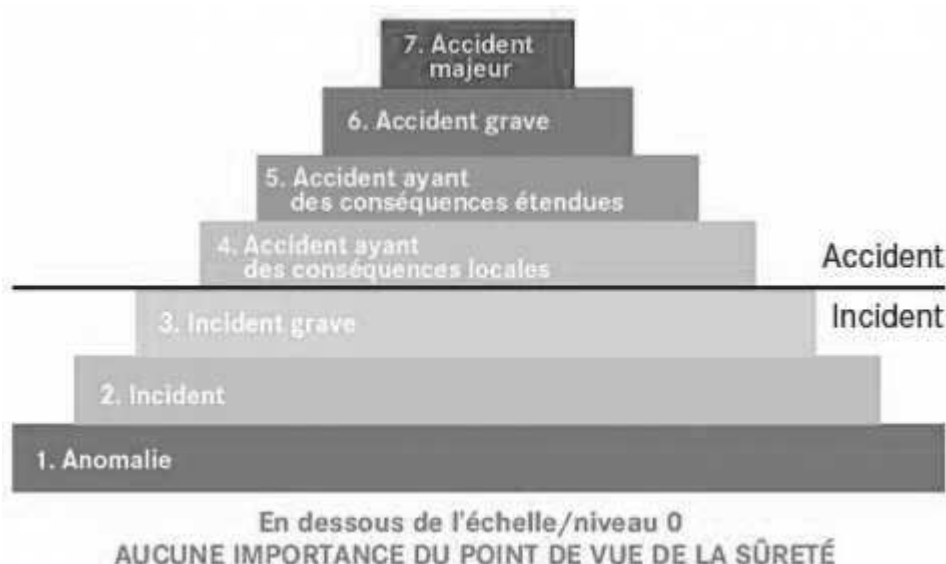 7. Accident
majeur
6. Accident grave
5. Accident ayant
des conséquences étendues
4. Accident ayant
des conséquences locales
Accident
Incident
3. Incident grave
2. Incident
1. Anomalie
En dessous de l'échelle/niveau 0
AUCUNE IMPORTANCE DU POINT DE VUE DE LA SÛRETÉ